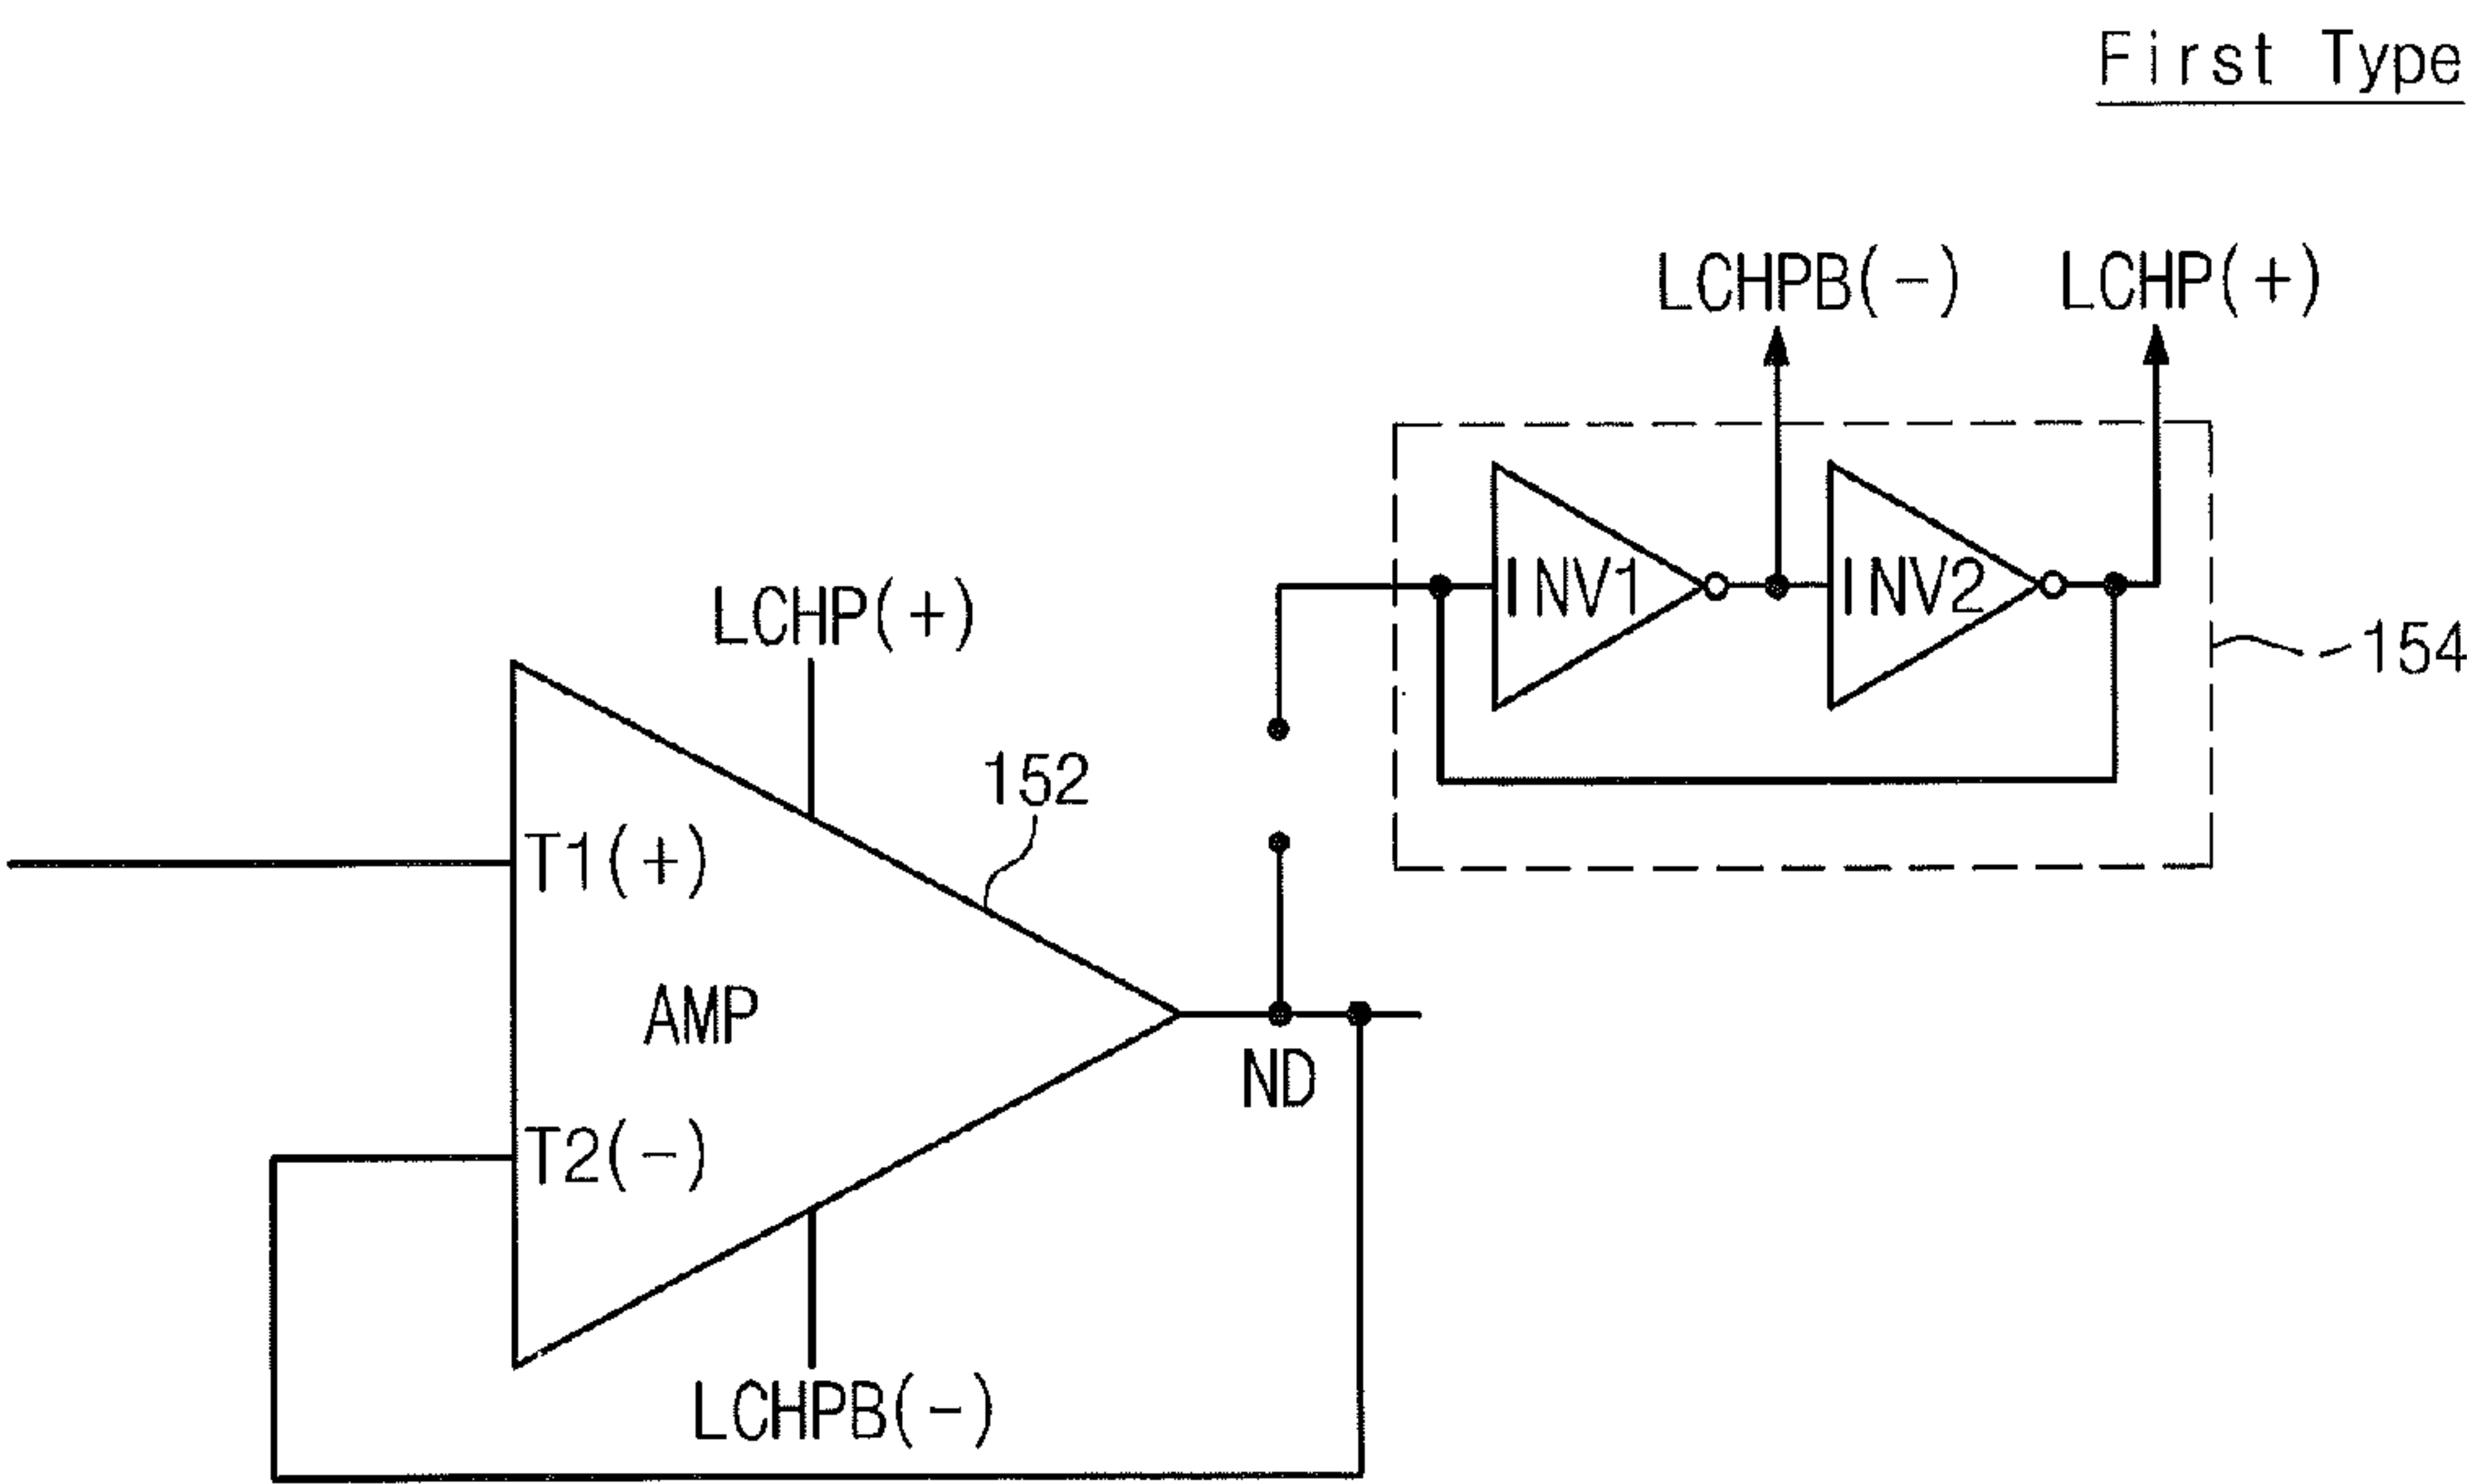 First Type
LCHPB(-) LCHP(+)
INV1 INV2
LCHP(+)
154
152
T1(+)
AMP
ND
T2(-)
LCHPB(-)